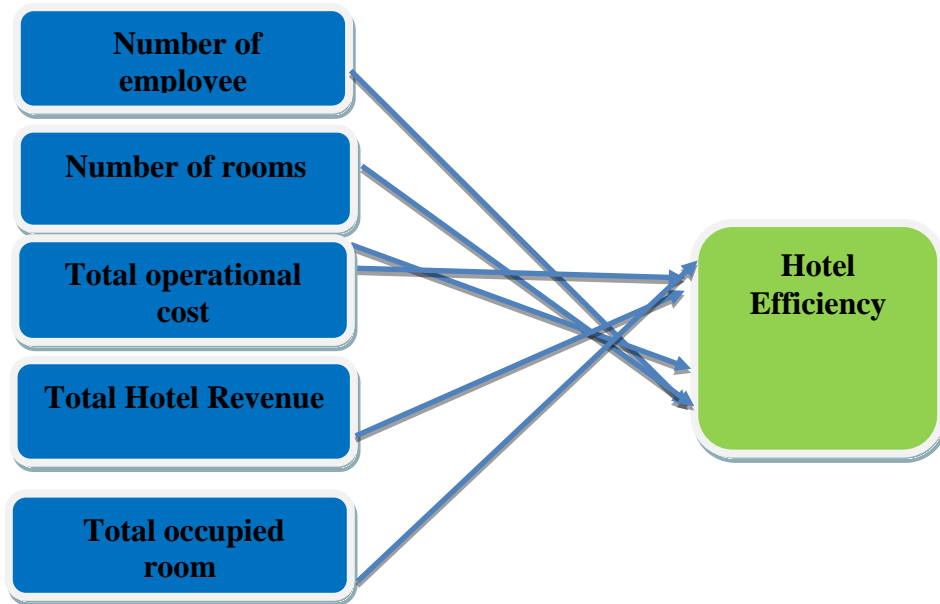 Number of
employee
Number of rooms
Total operational
cost
Total Hotel Revenue
Total occupied
room
Hotel
Efficiency